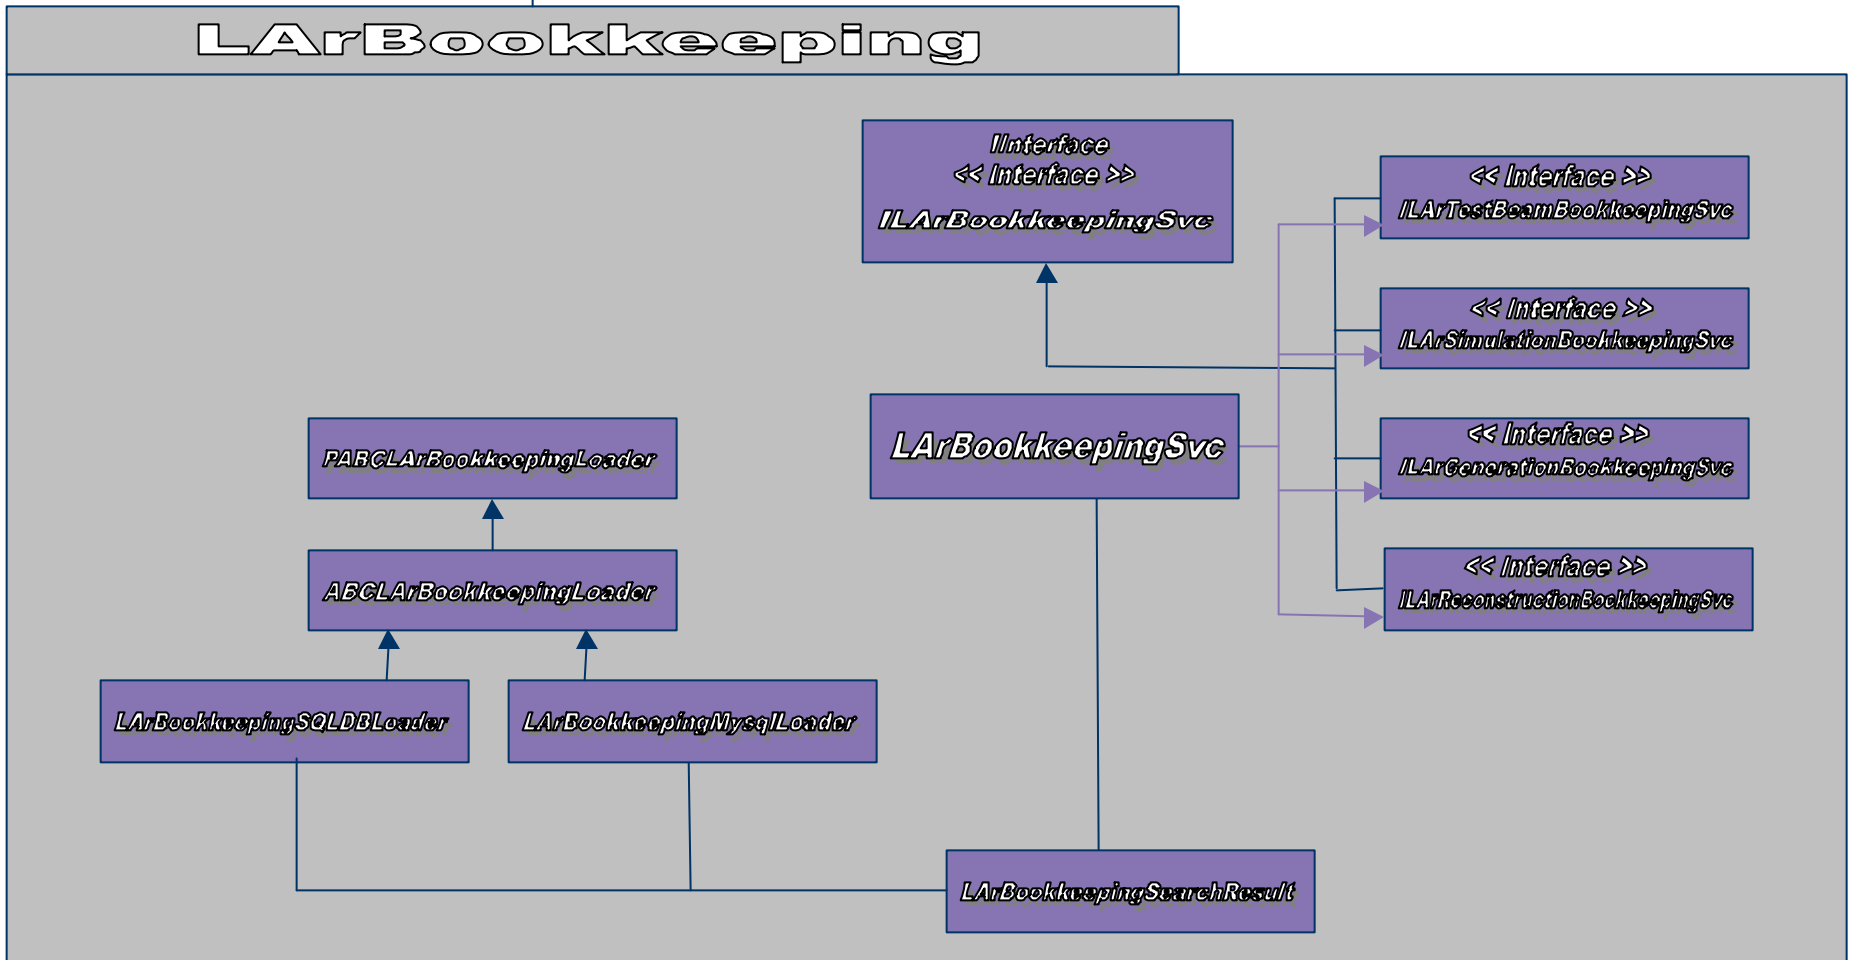 LArBookkeeping
IInterface
<< Interface >>
ILArBookkeepingSvc
<< Interface >>
ILArTestBeamBookkeepingSvc
<< Interface >>
ILArSimulationBookkeepingSvc
LArBookkeepingSvc
<< Interface >>
ILArGenerationBookkeepingSvc
PABCLArBookkeepingLoader
<< Interface >>
ILArReconstructionBookkeepingSvc
ABCLArBookkeepingLoader
LArBookkeepingSQLDBLoader
LArBookkeepingMysqlLoader
LArBookkeepingSearchResult